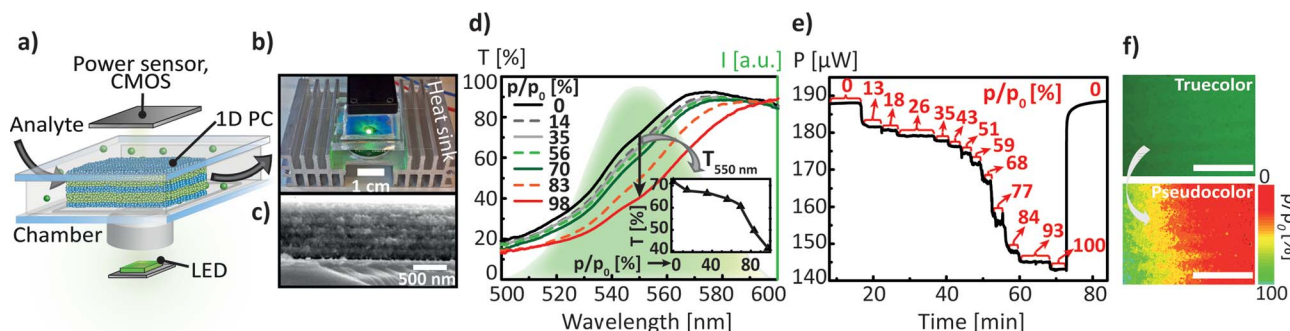 a)
Power sensor,
CMOS
Analyte
1D PC
Chamber
LED
b)
Heat sink
1 cm
c)
500 nm
d)
T [%]
I [a.u.]
100
80
60
40
20
0
p/p0 [%]
0
14
35
56
70
83
98
T550 nm
70
60
50
40
T [%]
p/p0 [%]
0
40
80
500
520
540
560
580
600
Wavelength [nm]
e)
P [µW]
190
180
170
160
150
140
0
13
18
26
35
43
51
59
68
77
84
93
100
p/p0 [%]
0
20
30
40
50
60
70
80
Time [min]
f)
Truecolor
Pseudocolor
0
p/p0 [%]
100